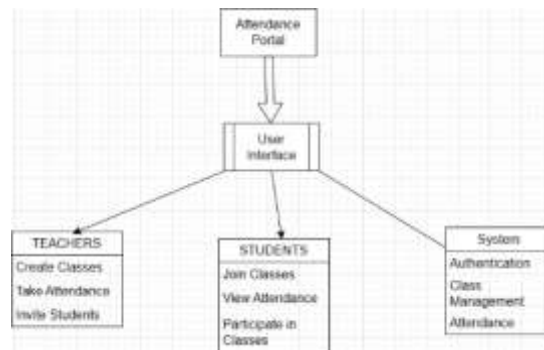 Attendance
Portal
User
Interface
TEACHERS
Create Classes
Take Attendance
Invite Students
STUDENTS
Join Classes
View Attendance
Participate in
Classes
System
Authentication
Class
Management
Attendance